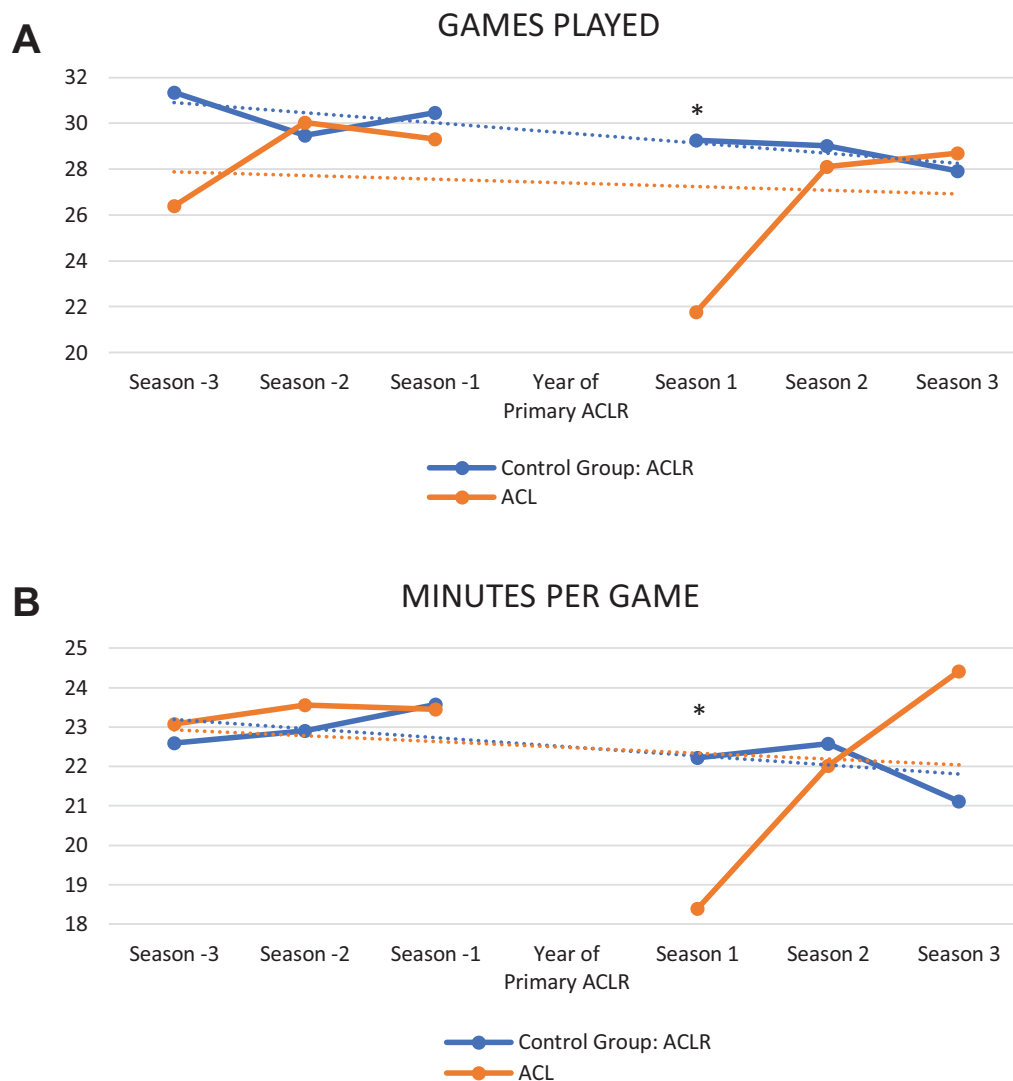 A
GAMES PLAYED
32
30
28
26
24
22
20
*
Season -3
Season -2
Season -1
Year of
Primary ACLR
Season 1
Season 2
Season 3
Control Group: ACLR
ACL
B
MINUTES PER GAME
25
24
23
22
21
20
19
18
*
Season -3
Season -2
Season -1
Year of
Primary ACLR
Season 1
Season 2
Season 3
Control Group: ACLR
ACL